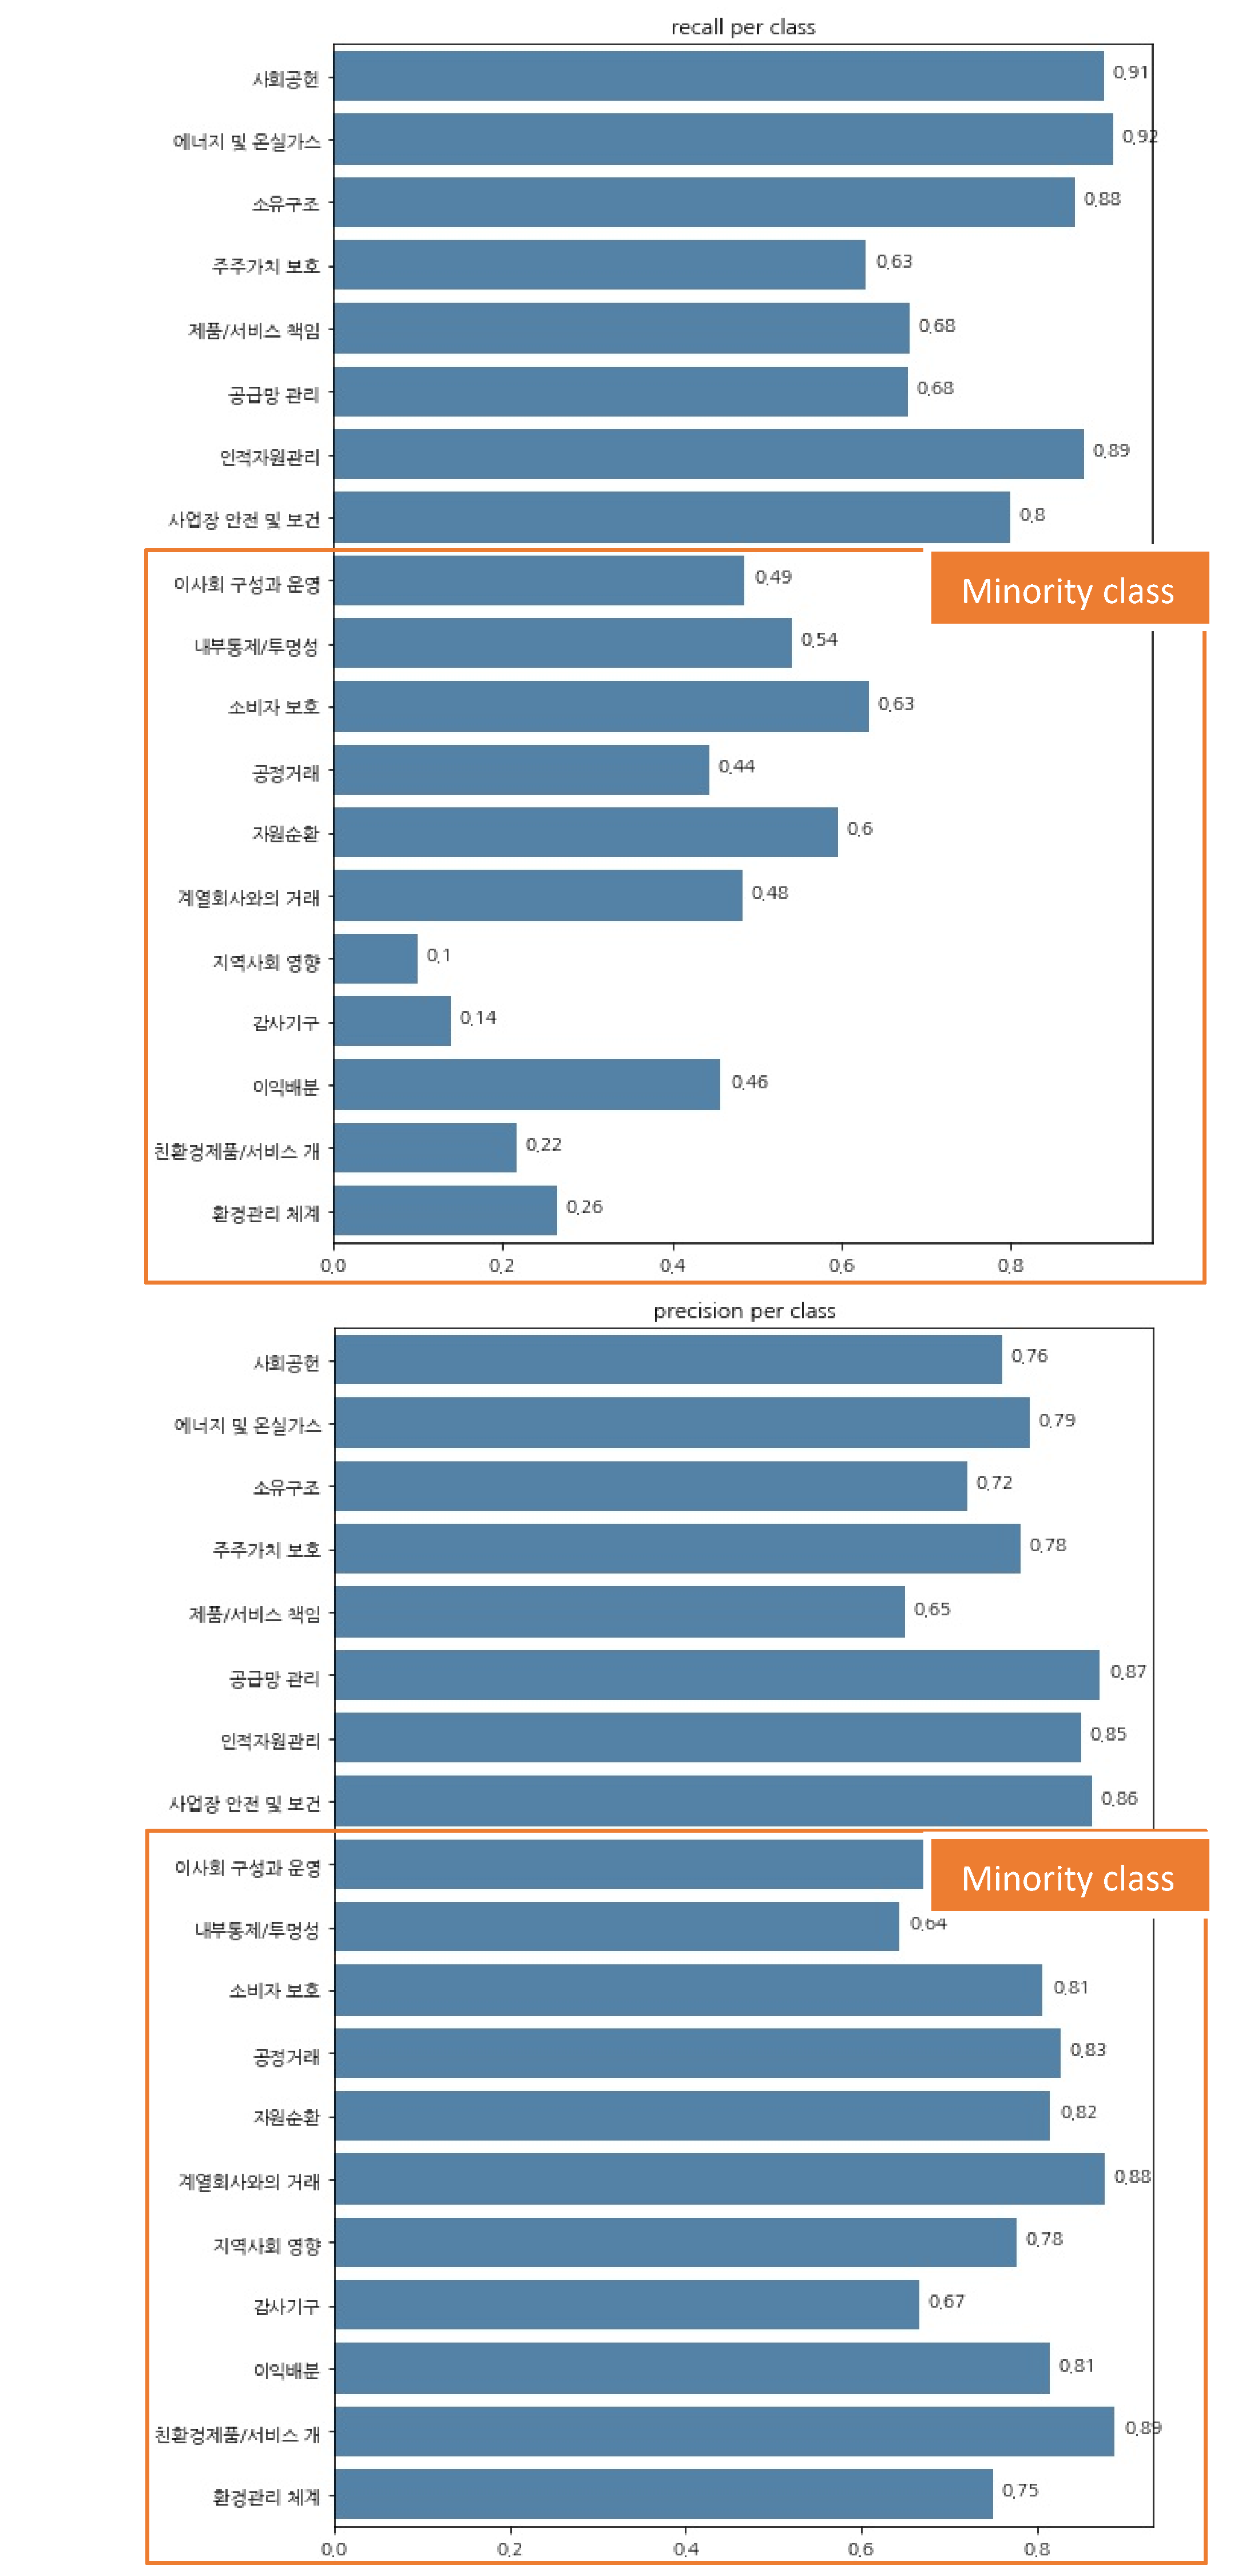 recall per class
사회공헌
0.91
에너지 및 온실가스
0.92
소유구조
0.88
주주가치 보호
0.63
제품/서비스 책임
0.68
공급망 관리
0.68
인적자원관리
0.89
사업장 안전 및 보건
0.8
Minority class
이사회 구성과 운영
0.49
내부통제/투명성
0.54
소비자 보호
0.63
공정거래
0.44
자원순환
0.6
계열회사와의 거래
0.48
지역사회 영향
0.1
감사기구
0.14
이익배분
0.46
친환경제품/서비스 개
0.22
환경관리 체계
0.26
0.0 0.2 0.4 0.6 0.8
precision per class
사회공헌
0.76
에너지 및 온실가스
0.79
소유구조
0.72
주주가치 보호
0.78
제품/서비스 책임
0.65
공급망 관리
0.87
인적자원관리
0.85
사업장 안전 및 보건
0.86
Minority class
이사회 구성과 운영
내부통제/투명성
0.64
소비자 보호
0.81
공정거래
0.83
자원순환
0.82
계열회사와의 거래
0.88
지역사회 영향
0.78
감사기구
0.67
이익배분
0.81
친환경제품/서비스 개
0.89
환경관리 체계
0.75
0.0 0.2 0.4 0.6 0.8